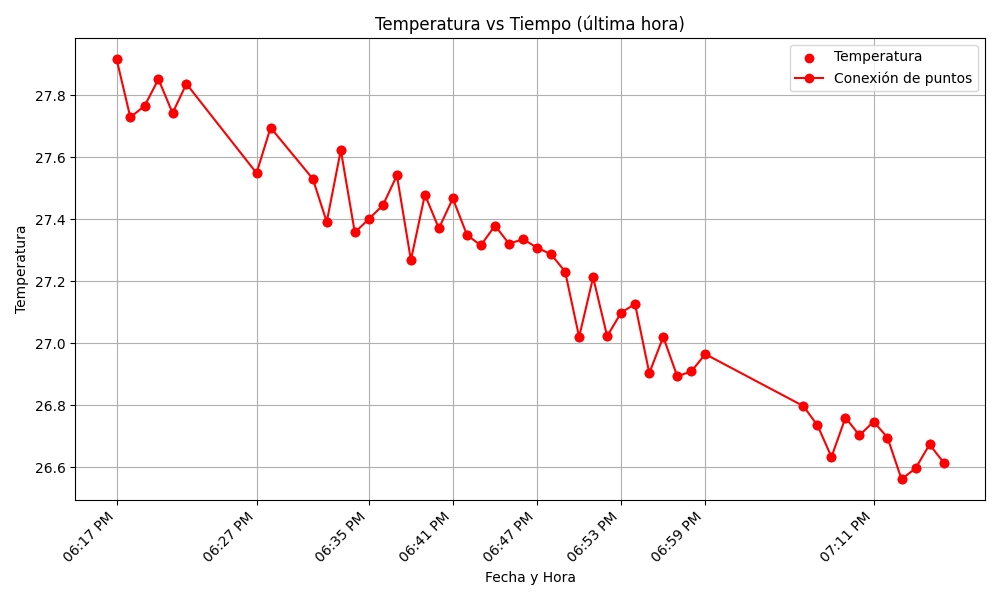 Temperatura vs Tiempo (última hora)
Temperatura
Conexión de puntos
Temperatura
27.8
27.6
27.4
27.2
27.0
26.8
26.6
06:17 PM
06:27 PM
06:35 PM
06:41 PM
06:47 PM
06:53 PM
06:59 PM
07:11 PM
Fecha y Hora